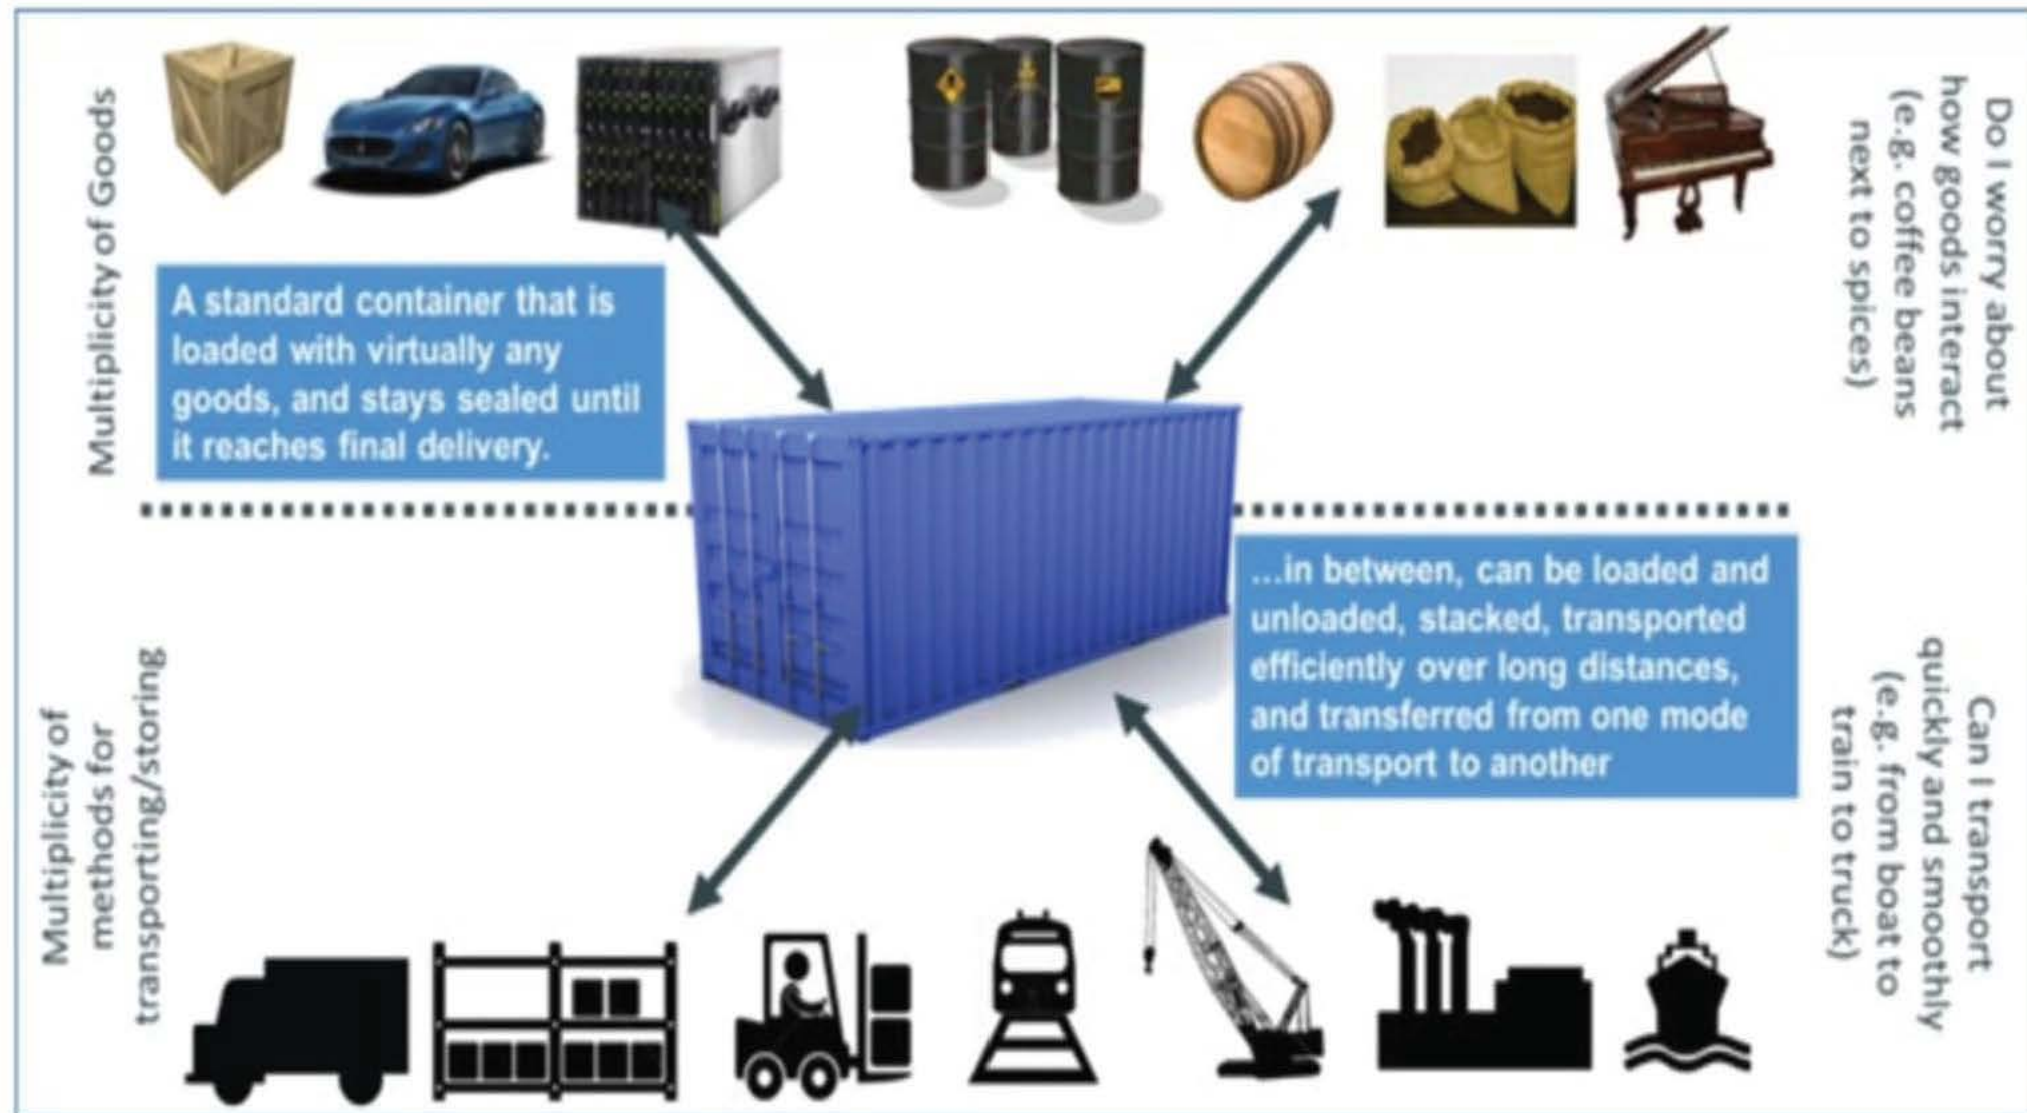 Multiplicity of Goods
A standard container that is
loaded with virtually any
goods, and stays sealed until
it reaches final delivery.
Do I worry about
how goods interact
(e.g. coffee beans
next to spices)
Multiplicity of
methods for
transporting/storing
...in between, can be loaded and
unloaded, stacked, transported
efficiently over long distances,
and transferred from one mode
of transport to another
Can I transport
quickly and smoothly
(e.g. from boat to
train to truck)